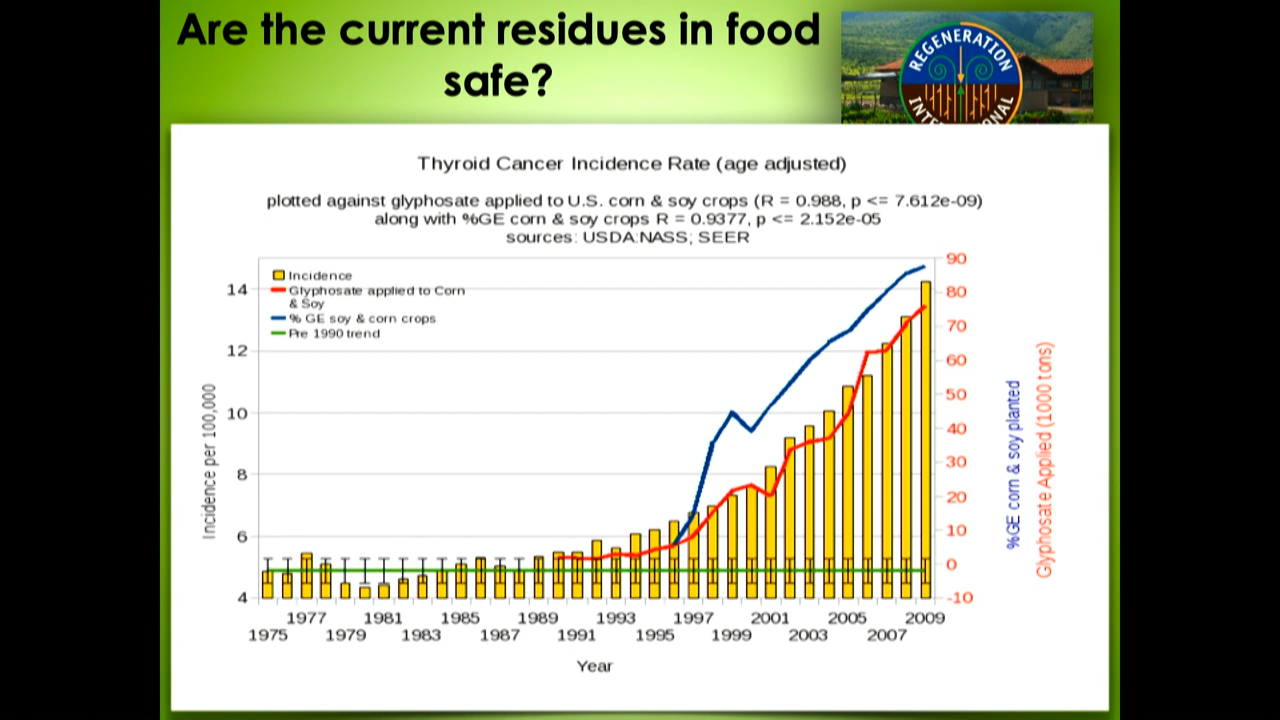 Are the current residues in food
safe?
REGENERATION
Thyroid Cancer Incidence Rate (age adjusted)
plotted against glyphosate applied to U.S. corn & soy crops (R = 0.988, p <= 7.612e-09)
along with %GE corn & soy crops R = 0.9377, p <= 2.152e-05
sources: USDA:NASS; SEER
Incidence
Glyphosate applied to Corn
& Soy
% GE soy & corn crops
Pre 1990 trend
14
12
10
8
6
4
90
80
70
60
50
40
30
20
10
0
-10
Incidence per 100,000
%GE corn & soy planted
Glyphosate Applied (1000 tons)
1977 1981 1985 1989 1993 1997 2001 2005 2009
1975 1979 1983 1987 1991 1995 1999 2003 2007
Year